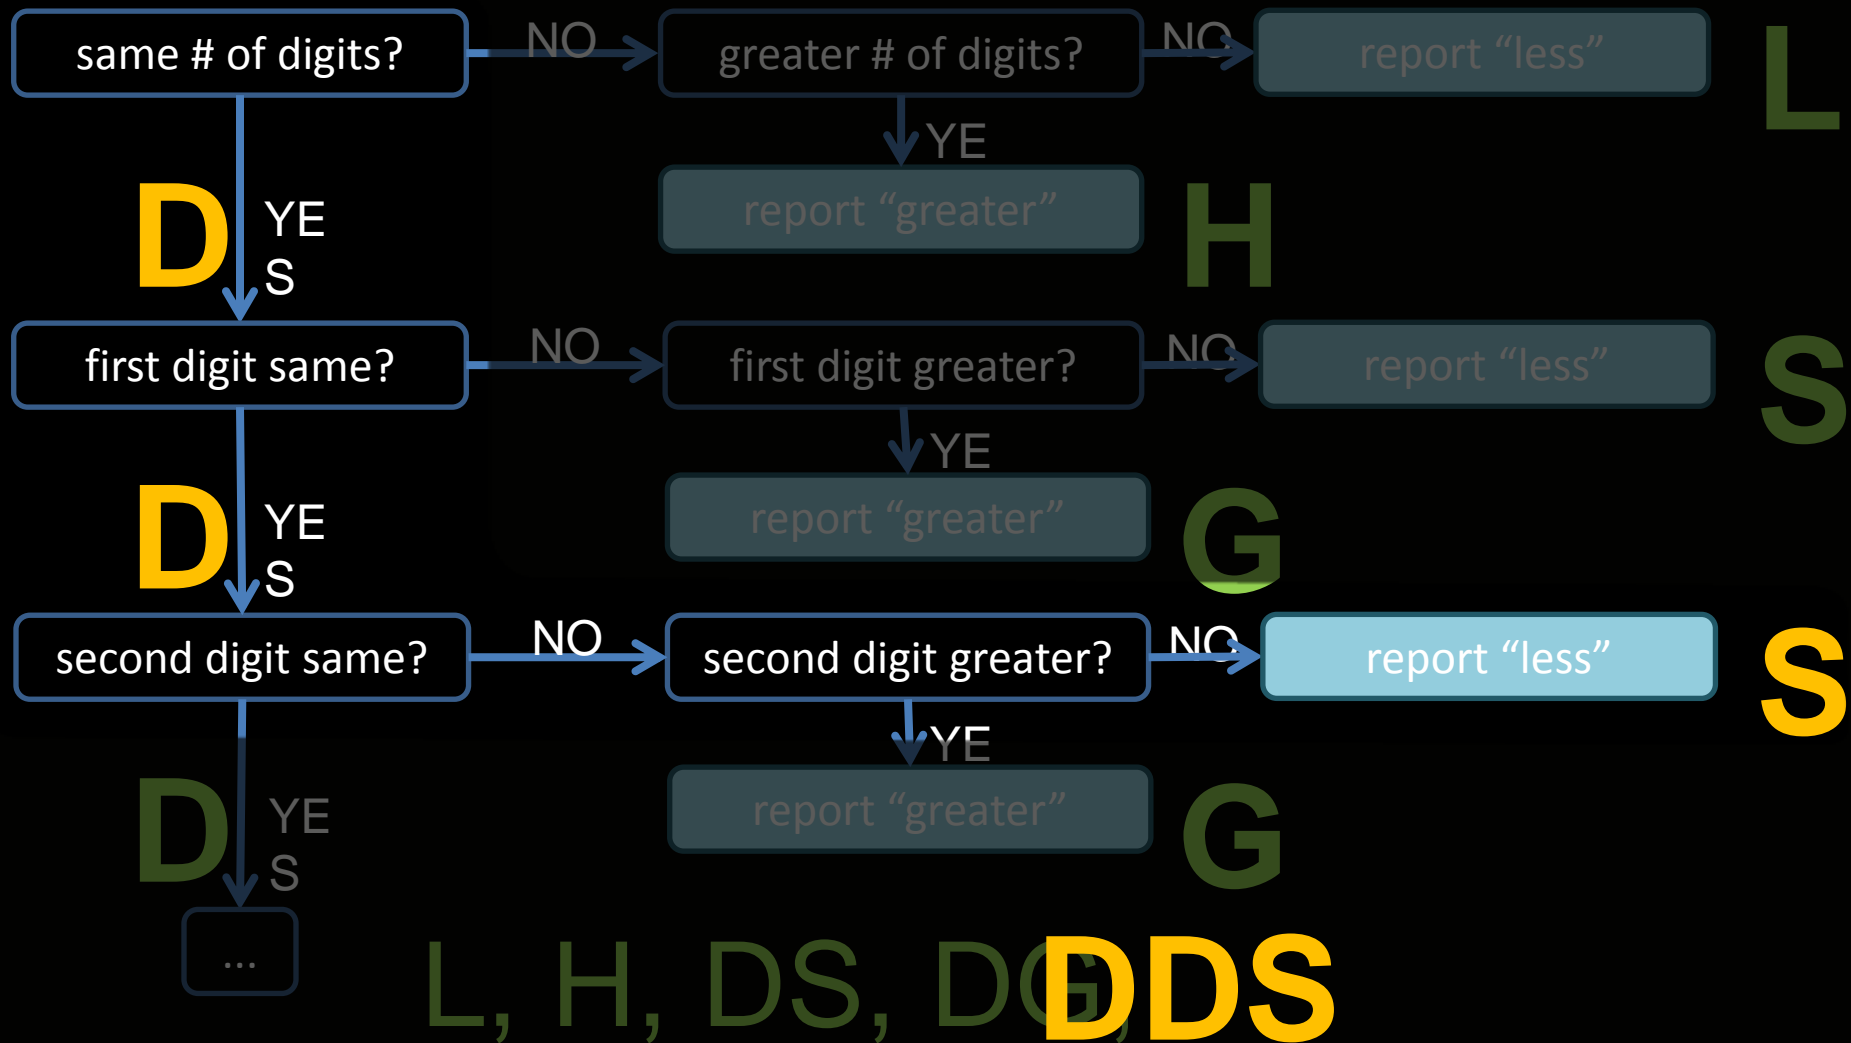 same # of digits?
NO
greater # of digits?
NO
report “less”
L
YE
report “greater”
H
D
YE
S
first digit same?
NO
first digit greater?
NO
report “less”
S
YE
report “greater”
G
D
YE
S
second digit same?
NO
second digit greater?
NO
report “less”
S
YE
report “greater”
G
D
YE
S
...
L, H, DS, DG,
DDS